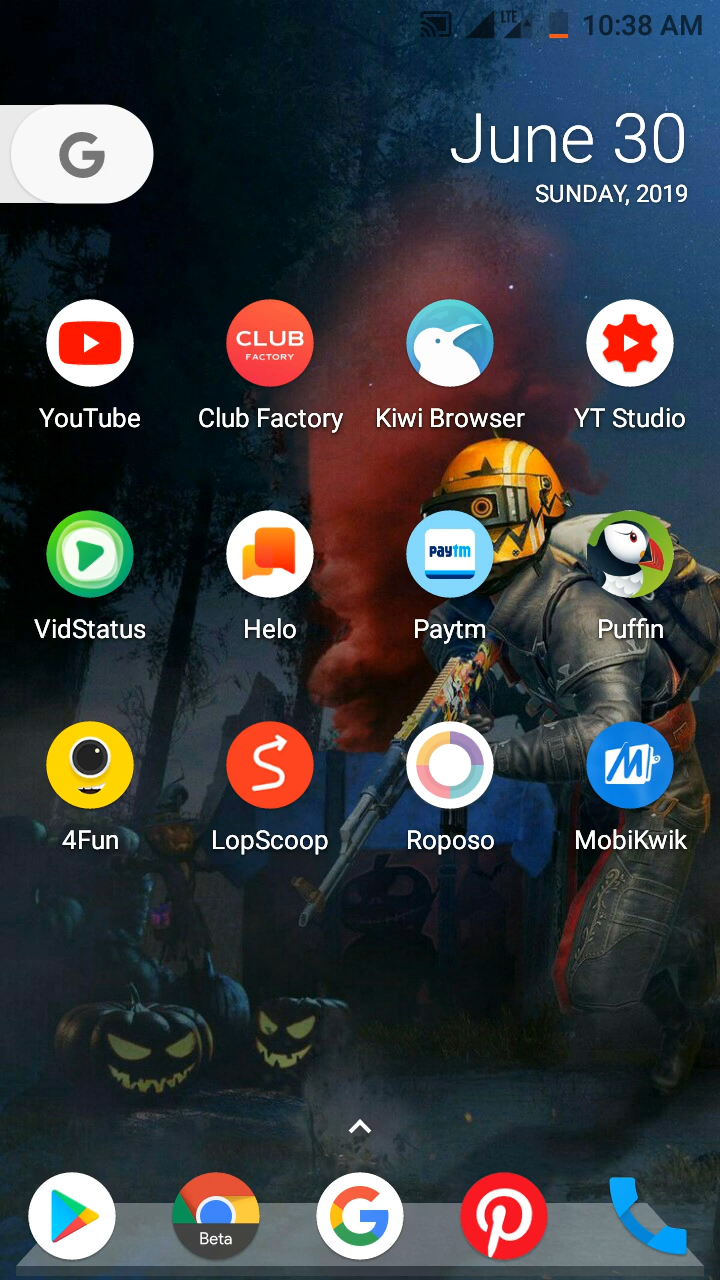 LTE 10:38 AM
G
June 30
SUNDAY, 2019
CLUB
FACTORY
YouTube Club Factory Kiwi Browser YT Studio
Paytm
VidStatus Helo Paytm Puffin
4Fun LopScoop Roposo MobiKwik
Beta